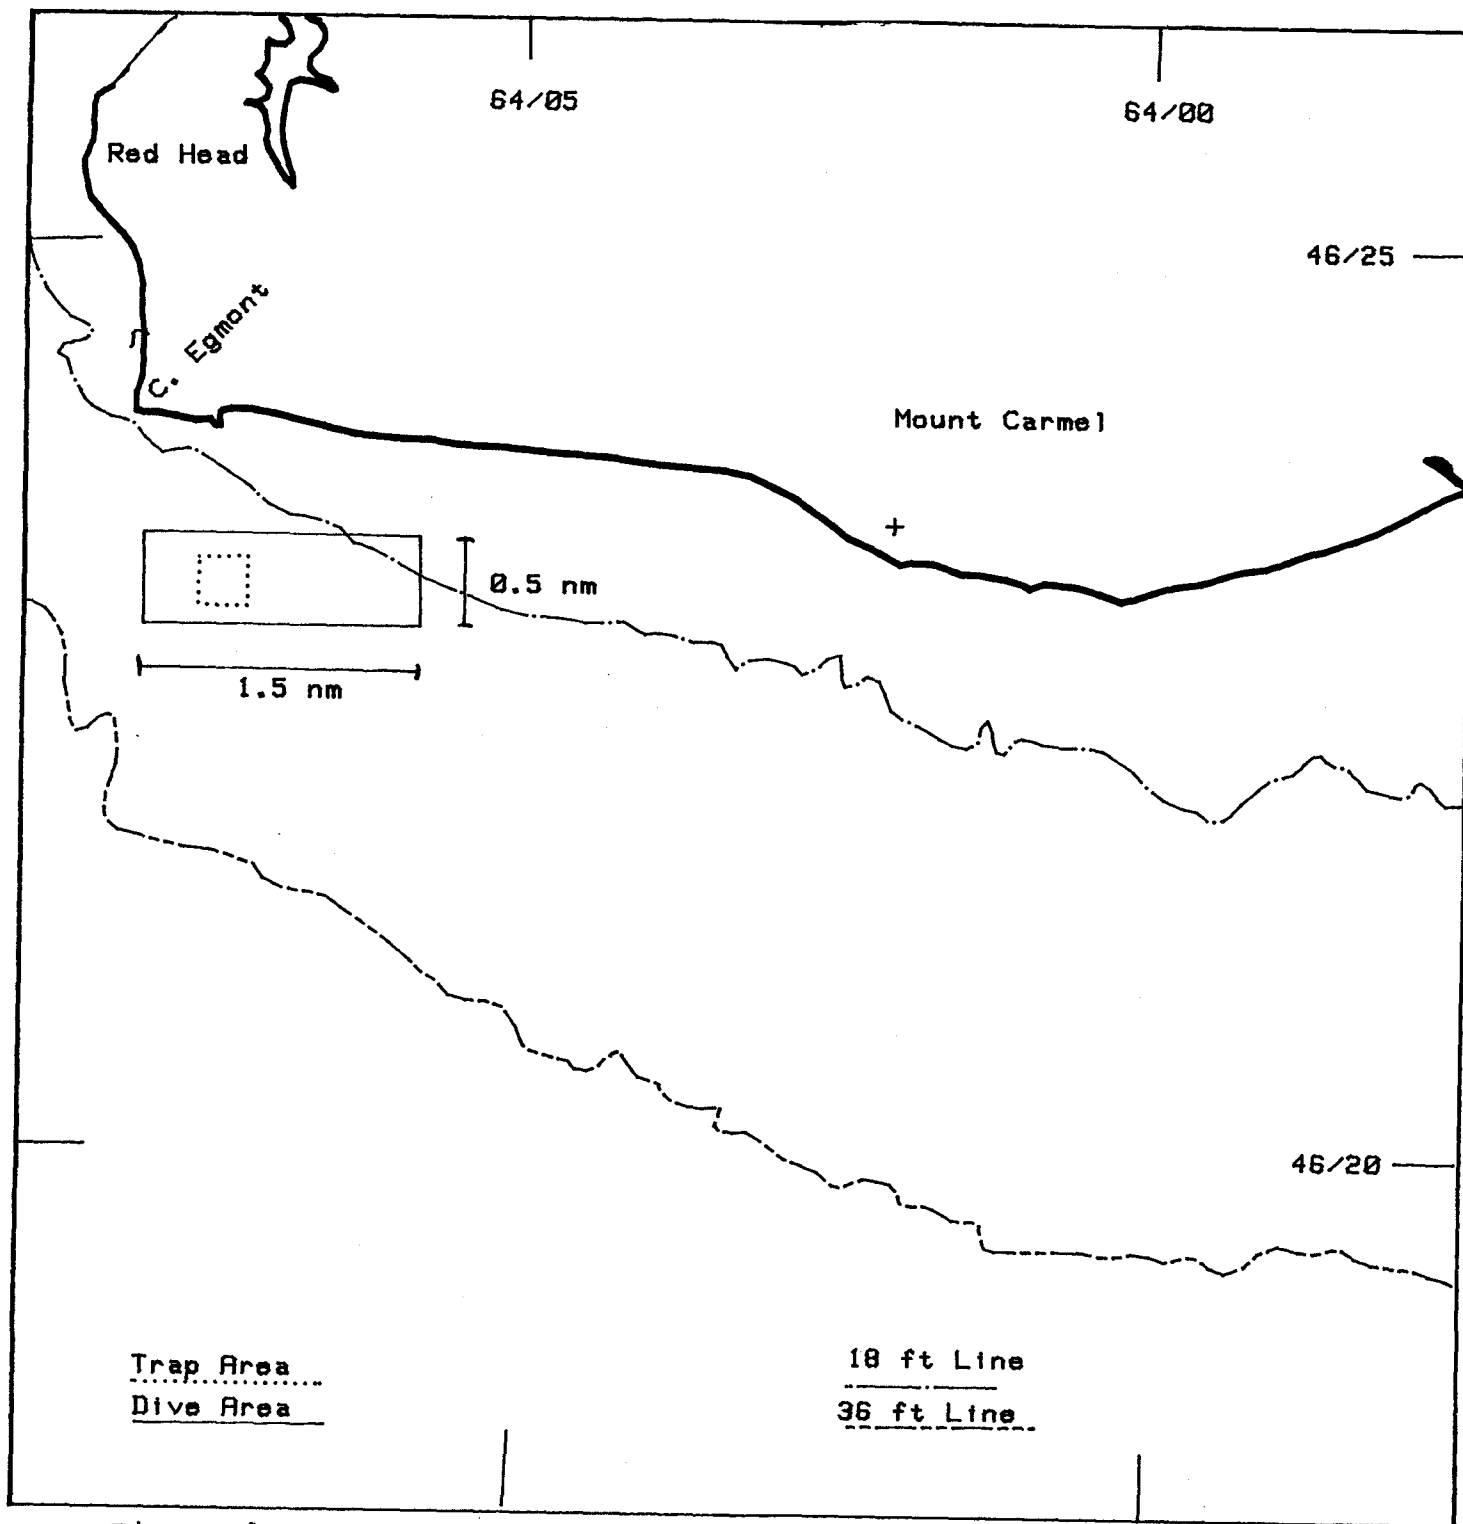 64/05
64/00
Red Head
46/25
C. Egmont
Mount Carmel
0.5 nm
1.5 nm
46/20
Trap Area
Dive Area
18 ft Line
36 ft Line